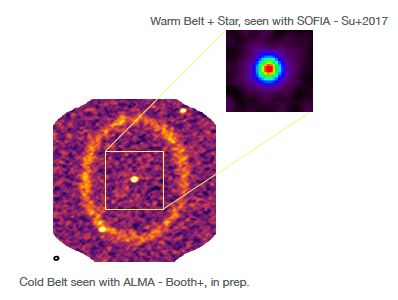 Warm Belt + Star, seen with SOFIA - Su+2017
Cold Belt seen with ALMA - Booth+, in prep.